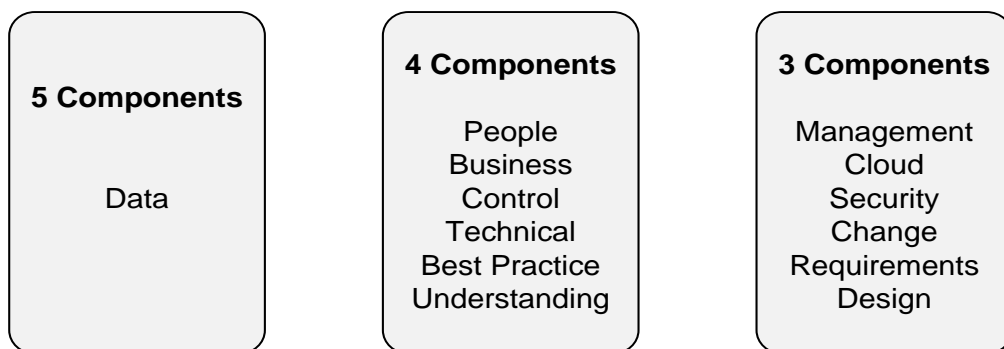 5 Components
Data
4 Components
People
Business
Control
Technical
Best Practice
Understanding
3 Components
Management
Cloud
Security
Change
Requirements
Design